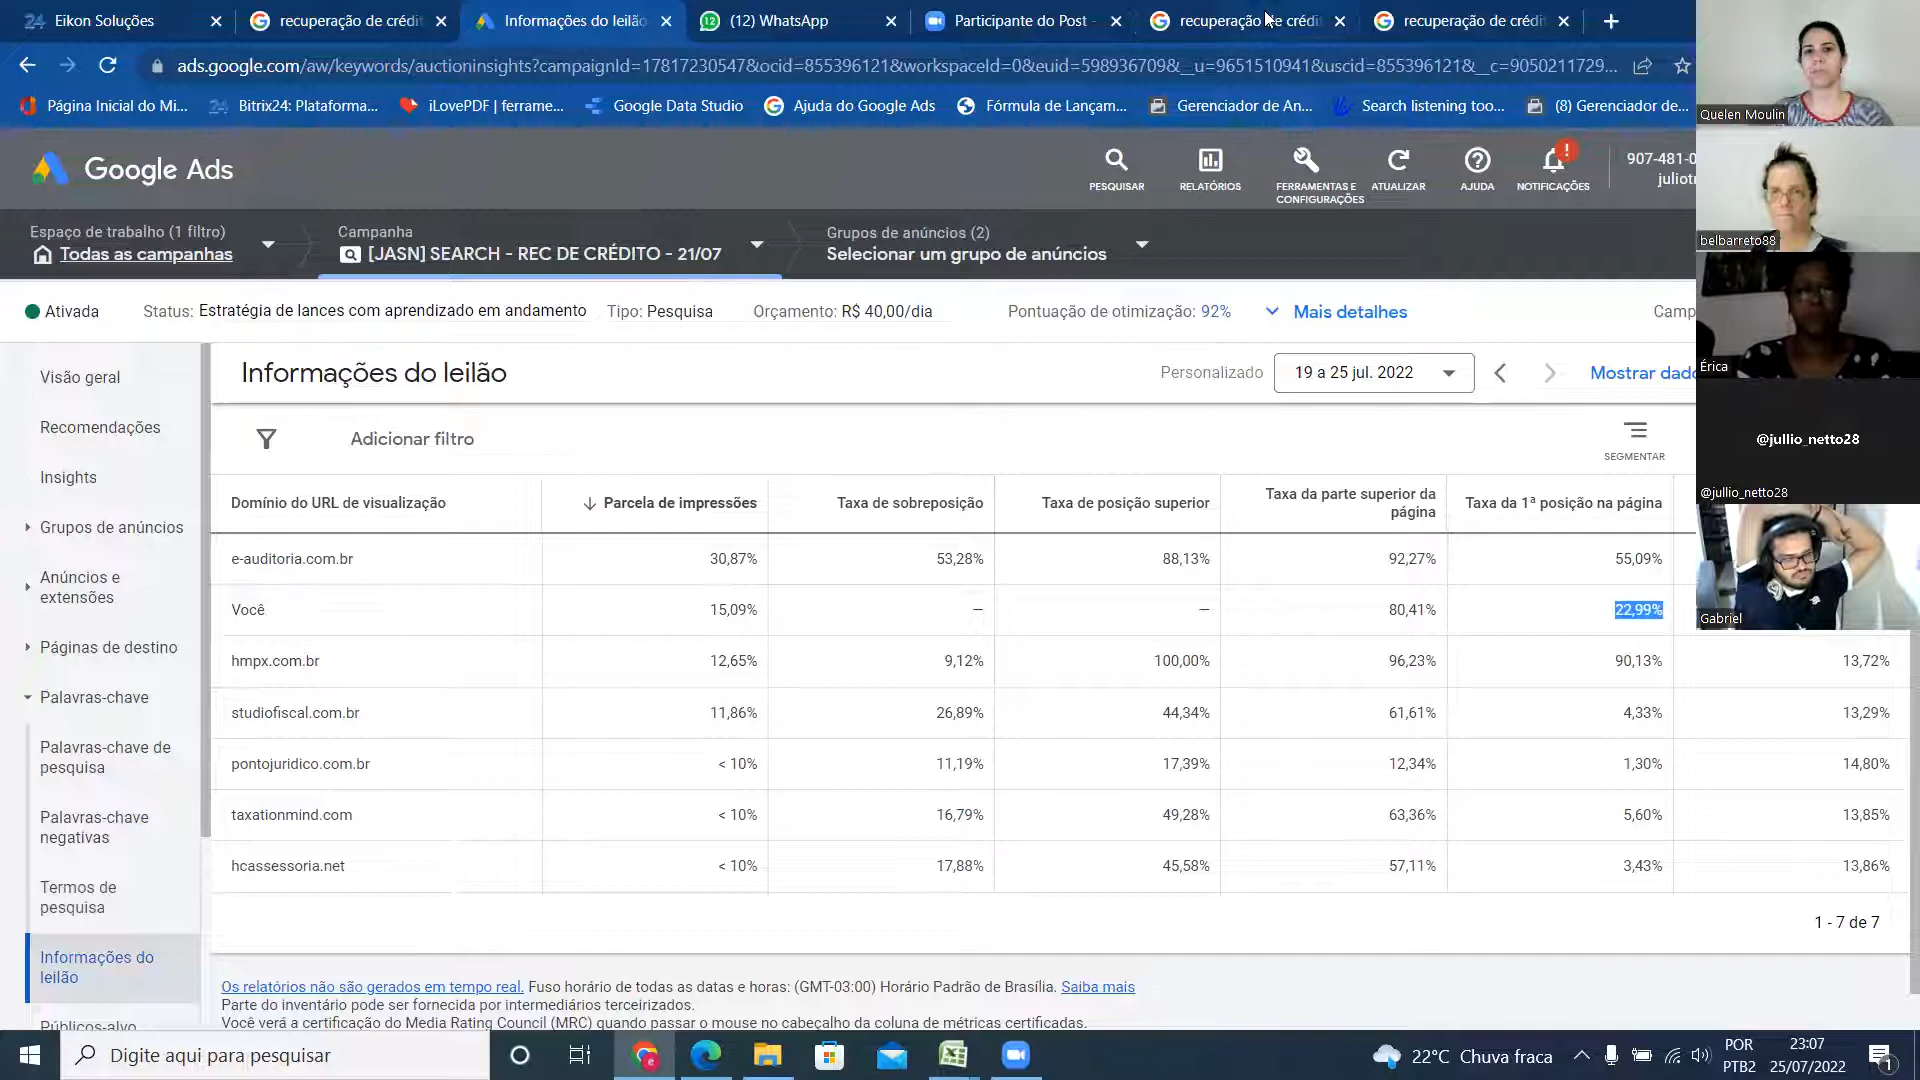 Eikon Soluções
recuperação de crédit
Informações do leilão
(12) WhatsApp
Participante do Post -
recuperação de crédi
recuperação de crédi
ads.google.com/aw/keywords/auctioninsights?campaignId=17817230547&ocid=855396121&workspaceId=0&euid=598936709&__u=9651510941&uscid=855396121&__c=9050211729...
Página Inicial do Mi...
Bitrix24: Plataforma...
iLovePDF | ferrame...
Google Data Studio
Ajuda do Google Ads
Fórmula de Lançam...
Gerenciador de An...
Search listening too...
(8) Gerenciador de...
Google Ads
PESQUISAR
RELATÓRIOS
FERRAMENTAS E
CONFIGURAÇÕES
ATUALIZAR
AJUDA
NOTIFICAÇÕES
907-481-0
juliotr
Espaço de trabalho (1 filtro)
Todas as campanhas
Campanha
[JASN] SEARCH - REC DE CRÉDITO - 21/07
Grupos de anúncios (2)
Selecionar um grupo de anúncios
Ativada
Status: Estratégia de lances com aprendizado em andamento
Tipo: Pesquisa
Orçamento: R$ 40,00/dia
Pontuação de otimização: 92%
Mais detalhes
Camp
Visão geral
Recomendações
Insights
Grupos de anúncios
Anúncios e
extensões
Páginas de destino
Palavras-chave
Palavras-chave de
pesquisa
Palavras-chave
negativas
Termos de
pesquisa
Informações do
leilão
Públicos-alvo
Informações do leilão
Personalizado
19 a 25 jul. 2022
Mostrar dado
Adicionar filtro
SEGMENTAR
Domínio do URL de visualização
Parcela de impressões
Taxa de sobreposição
Taxa de posição superior
Taxa da parte superior da
página
Taxa da 1ª posição na página
e-auditoria.com.br 30,87% 53,28% 88,13% 92,27% 55,09%
Você 15,09% — — 80,41% 22,99%
hmpx.com.br 12,65% 9,12% 100,00% 96,23% 90,13% 13,72%
studiofiscal.com.br 11,86% 26,89% 44,34% 61,61% 4,33% 13,29%
pontojuridico.com.br < 10% 11,19% 17,39% 12,34% 1,30% 14,80%
taxationmind.com < 10% 16,79% 49,28% 63,36% 5,60% 13,85%
hcassessoria.net < 10% 17,88% 45,58% 57,11% 3,43% 13,86%
1 - 7 de 7
Os relatórios não são gerados em tempo real. Fuso horário de todas as datas e horas: (GMT-03:00) Horário Padrão de Brasília. Saiba mais
Parte do inventário pode ser fornecida por intermediários terceirizados.
Você verá a certificação do Media Rating Council (MRC) quando passar o mouse no cabeçalho da coluna de métricas certificadas.
Quelen Moulin
belbarreto88
Érica
@jullio_netto28
@jullio_netto28
Gabriel
Digite aqui para pesquisar
22°C Chuva fraca
POR
PTB2
23:07
25/07/2022
1